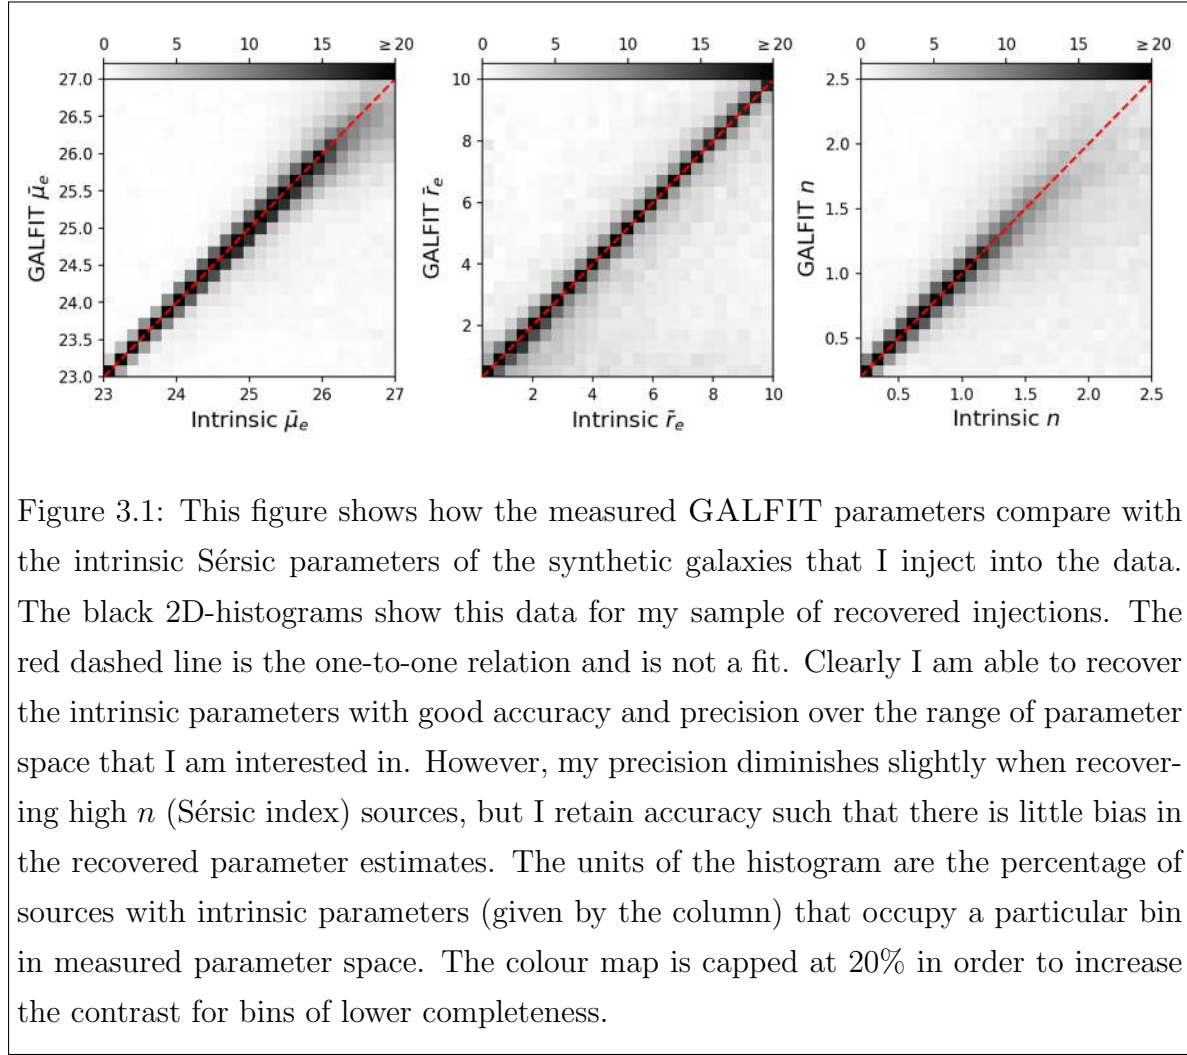 0 5 10 15 ≥20 0 5 10 15 ≥20 0 5 10 15 ≥20
27.0
26.5
26.0
25.5
25.0
24.5
24.0
23.5
23.0
GALFIT μ̄e
23 24 25 26 27
Intrinsic μ̄e
10
8
6
4
2
GALFIT r̄e
2 4 6 8 10
Intrinsic r̄e
2.5
2.0
1.5
1.0
0.5
GALFIT n
0.5 1.0 1.5 2.0 2.5
Intrinsic n
Figure 3.1: This figure shows how the measured GALFIT parameters compare with
the intrinsic Sérsic parameters of the synthetic galaxies that I inject into the data.
The black 2D-histograms show this data for my sample of recovered injections. The
red dashed line is the one-to-one relation and is not a fit. Clearly I am able to recover
the intrinsic parameters with good accuracy and precision over the range of parameter
space that I am interested in. However, my precision diminishes slightly when recover-
ing high n (Sérsic index) sources, but I retain accuracy such that there is little bias in
the recovered parameter estimates. The units of the histogram are the percentage of
sources with intrinsic parameters (given by the column) that occupy a particular bin
in measured parameter space. The colour map is capped at 20% in order to increase
the contrast for bins of lower completeness.